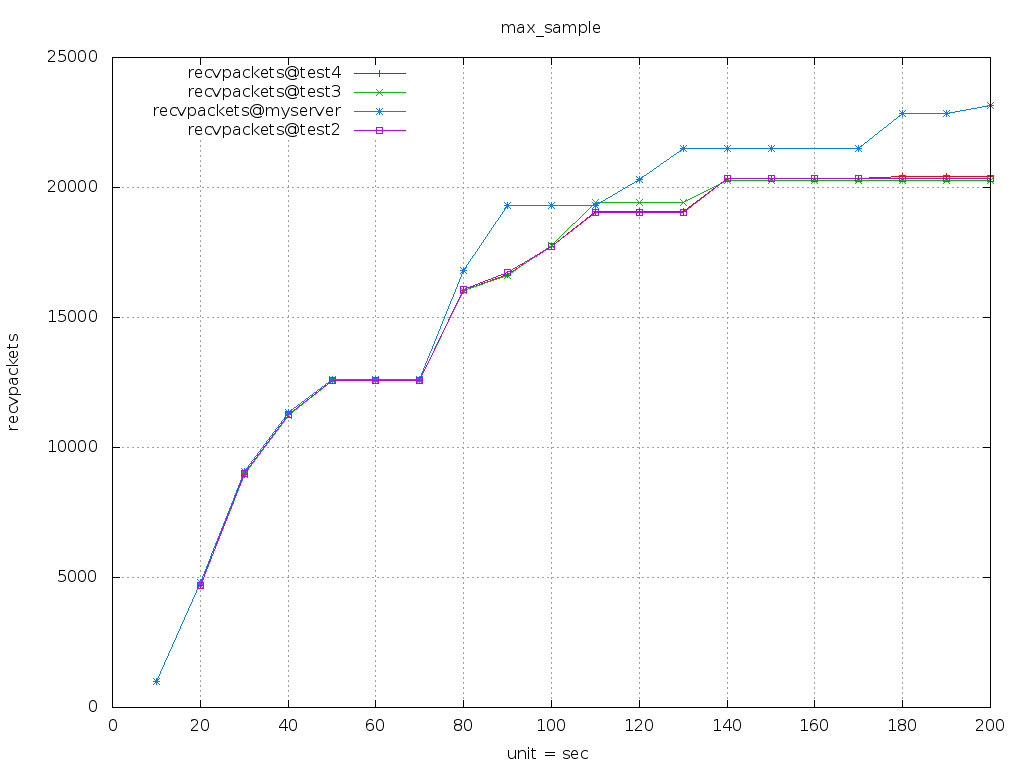 max_sample
25000
20000
15000
10000
5000
0
recvpackets@test4
recvpackets@test3
recvpackets@myserver
recvpackets@test2
recvpackets
0 20 40 60 80 100 120 140 160 180 200
unit = sec